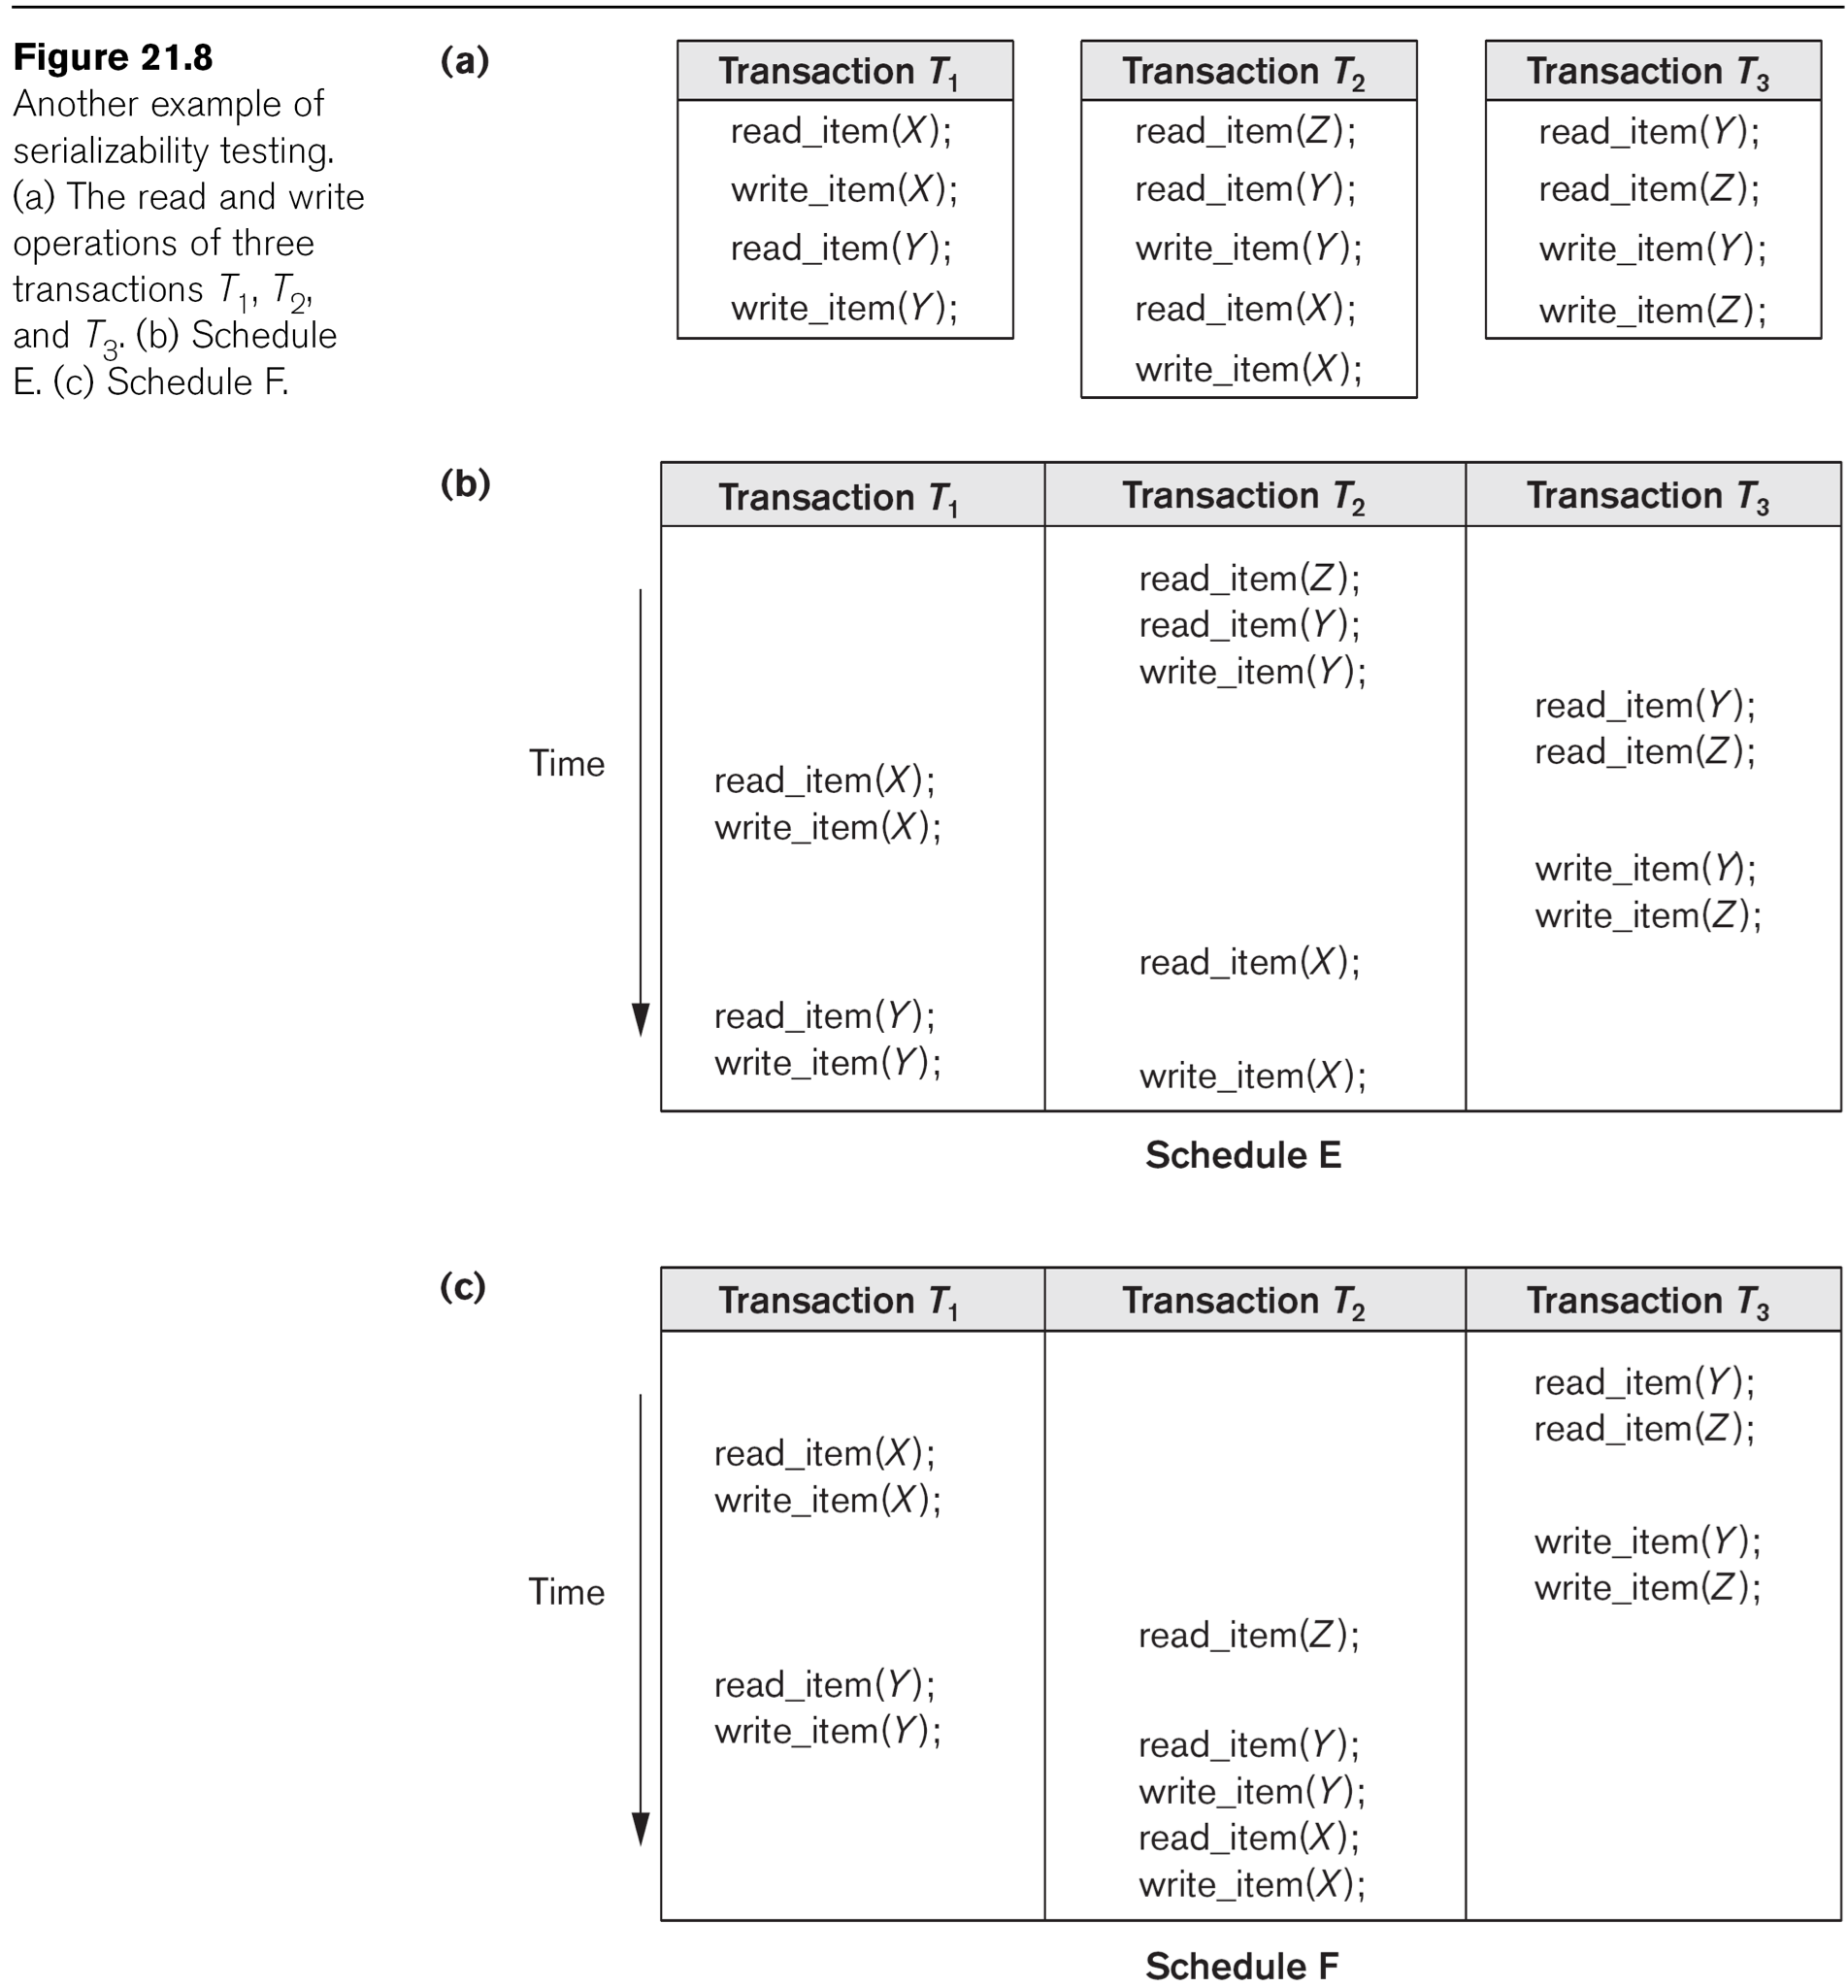 Figure 21.8
Another example of
serializability testing.
(a) The read and write
operations of three
transactions T1, T2,
and T3. (b) Schedule
E. (c) Schedule F.
(a)
Transaction T1
read_item(X);
write_item(X);
read_item(Y);
write_item(Y);
Transaction T2
read_item(Z);
read_item(Y);
write_item(Y);
read_item(X);
write_item(X);
Transaction T3
read_item(Y);
read_item(Z);
write_item(Y);
write_item(Z);
(b)
Transaction T1 Transaction T2 Transaction T3
read_item(Z);
read_item(Y);
write_item(Y);
read_item(Y);
read_item(Z);
Time
read_item(X);
write_item(X);
write_item(Y);
write_item(Z);
read_item(X);
read_item(Y);
write_item(Y);
write_item(X);
Schedule E
(c)
Transaction T1 Transaction T2 Transaction T3
read_item(Y);
read_item(Z);
read_item(X);
write_item(X);
write_item(Y);
write_item(Z);
Time
read_item(Z);
read_item(Y);
write_item(Y);
read_item(Y);
write_item(Y);
read_item(X);
write_item(X);
Schedule F